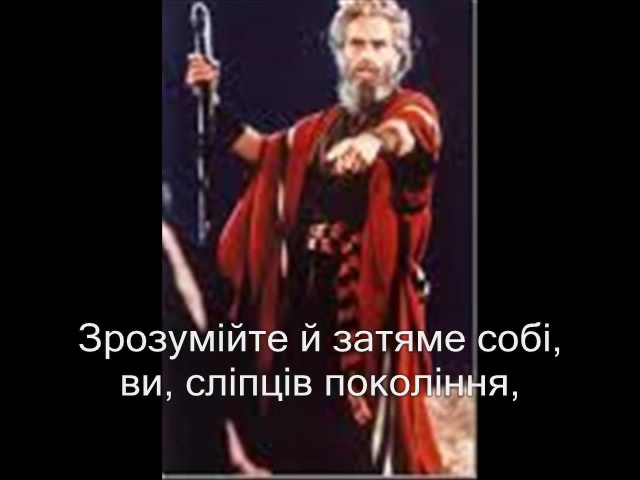 Зрозумійте й затяме собі,
ви, сліпців покоління,